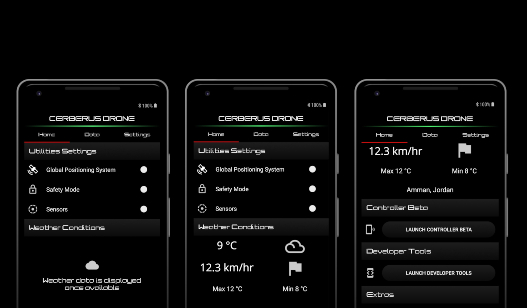 100%
CERBERUS DRONE
Home Data Settings
Utilities Settings
Global Positioning System
Safety Mode
Sensors
Weather Conditions
Weather data is displayed
once available
100%
CERBERUS DRONE
Home Data Settings
Utilities Settings
Global Positioning System
Safety Mode
Sensors
Weather Conditions
9 °C
12.3 km/hr
Max 12 °C Min 8 °C
100%
CERBERUS DRONE
Home Data Settings
12.3 km/hr
Max 12 °C Min 8 °C
Amman, Jordan
Controller Beta
LAUNCH CONTROLLER BETA
Developer Tools
LAUNCH DEVELOPER TOOLS
Extras